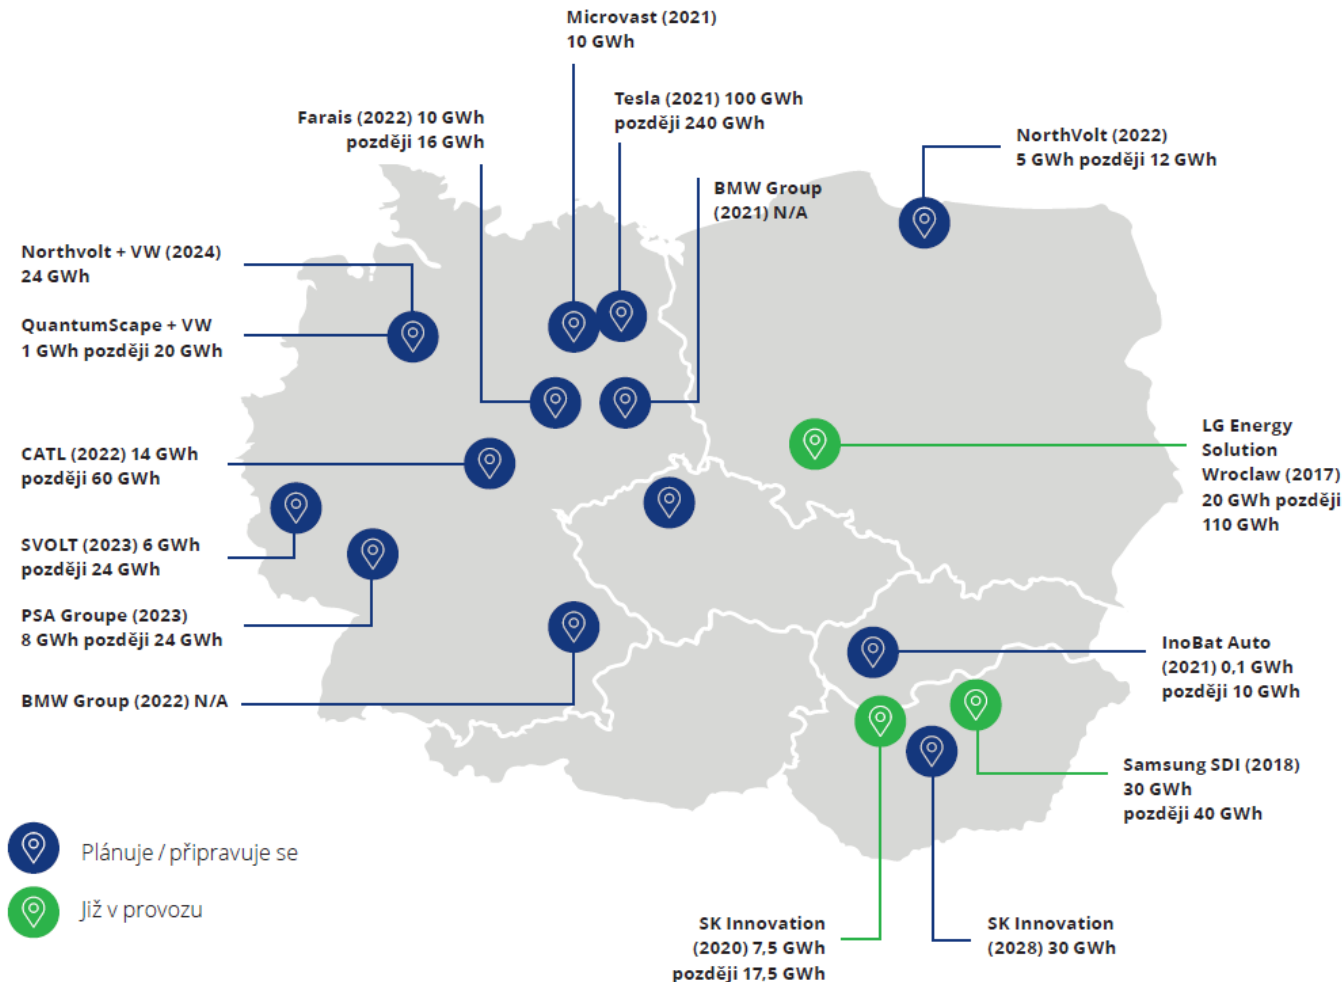 Microvast (2021)
10 GWh
Tesla (2021) 100 GWh
později 240 GWh
Farais (2022) 10 GWh
později 16 GWh
NorthVolt (2022)
5 GWh později 12 GWh
BMW Group
(2021) N/A
Northvolt + VW (2024)
24 GWh
QuantumScape + VW
1 GWh později 20 GWh
CATL (2022) 14 GWh
později 60 GWh
LG Energy
Solution
Wroclaw (2017)
20 GWh později
110 GWh
SVOLT (2023) 6 GWh
později 24 GWh
PSA Groupe (2023)
8 GWh později 24 GWh
InoBat Auto
(2021) 0,1 GWh
později 10 GWh
BMW Group (2022) N/A
Samsung SDI (2018)
30 GWh
později 40 GWh
Plánuje / připravuje se
Již v provozu
SK Innovation
(2020) 7,5 GWh
později 17,5 GWh
SK Innovation
(2028) 30 GWh